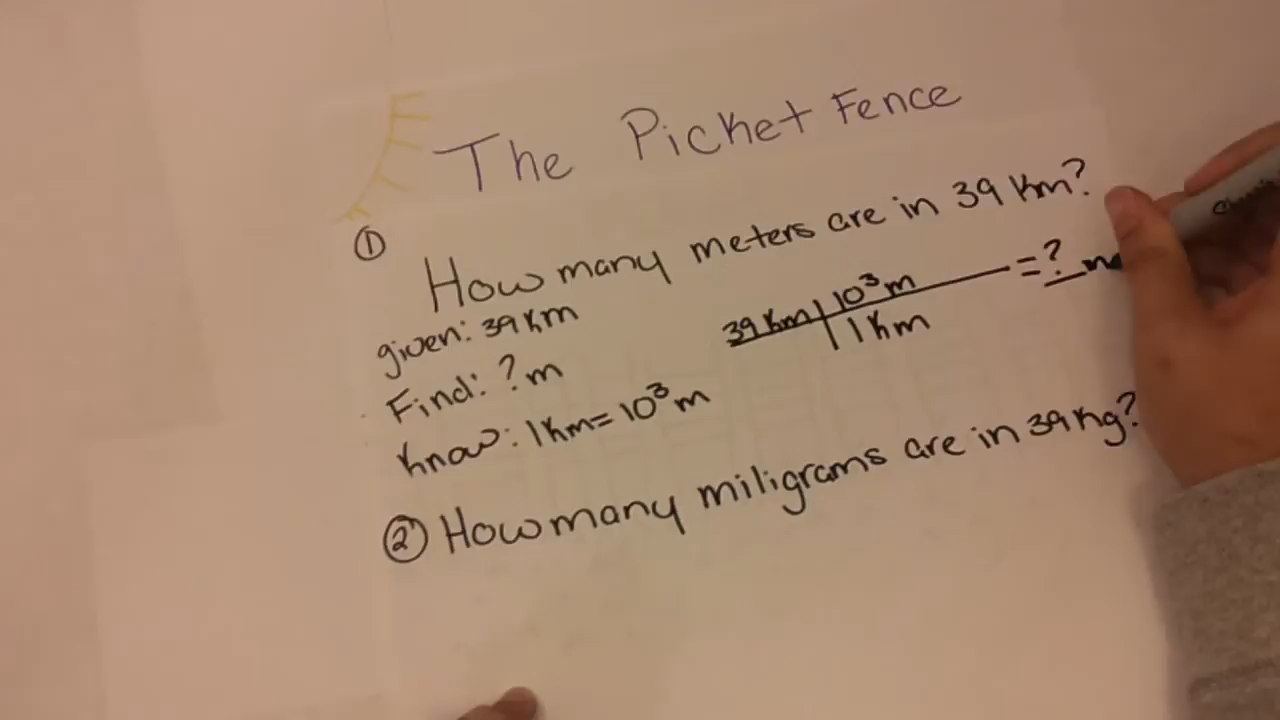 The Picket Fence
①
How many meters are in 39 Km?
given: 39 Km
Find: ? m
Know: 1 Km = 10³ m
39 Km | 10³ m = ?
1 Km
② How many miligrams are in 39 Kg?